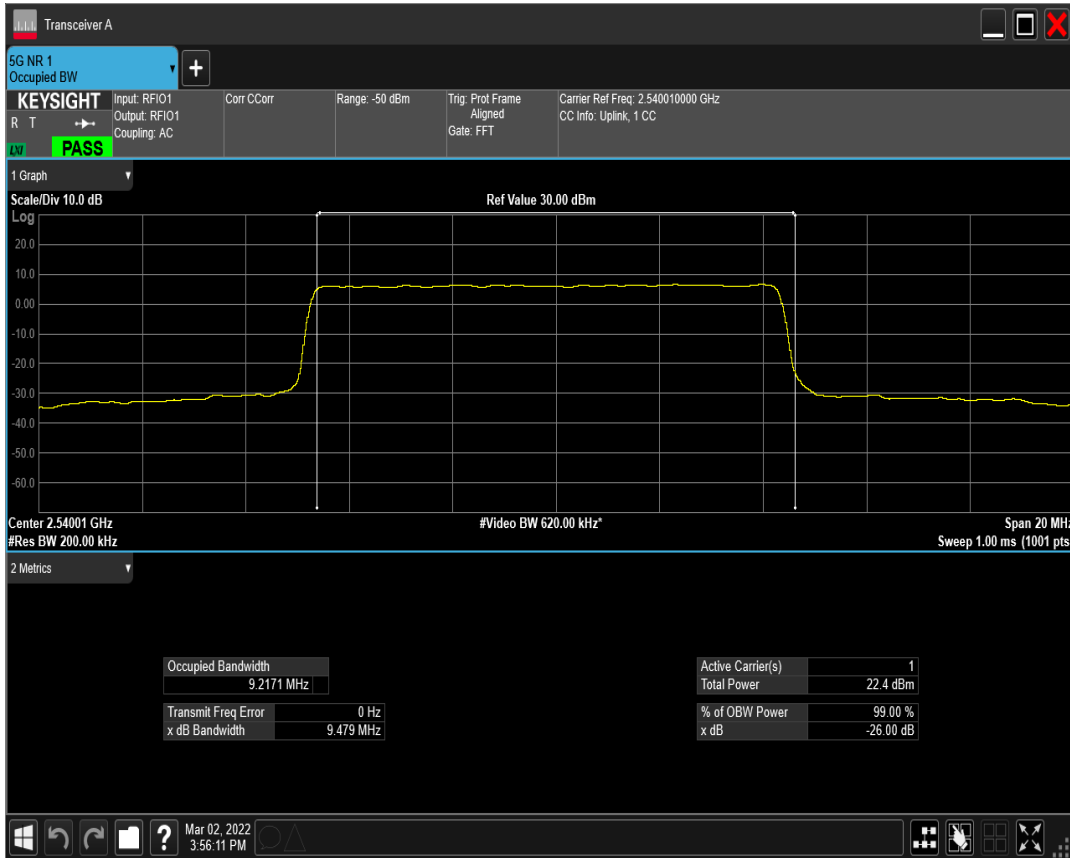 Transceiver A
5G NR 1
Occupied BW
KEYSIGHT
R T
LXI
PASS
Input: RFIO1
Output: RFIO1
Coupling: AC
Corr CCorr
Range: -50 dBm
Trig: Prot Frame
Aligned
Gate: FFT
Carrier Ref Freq: 2.540010000 GHz
CC Info: Uplink, 1 CC
1 Graph
Scale/Div 10.0 dB
Ref Value 30.00 dBm
Log
20.0
10.0
0.00
-10.0
-20.0
-30.0
-40.0
-50.0
-60.0
Center 2.54001 GHz
#Video BW 620.00 kHz*
Span 20 MHz
#Res BW 200.00 kHz
Sweep 1.00 ms (1001 pts
2 Metrics
Occupied Bandwidth
9.2171 MHz
Transmit Freq Error 0 Hz
x dB Bandwidth 9.479 MHz
Active Carrier(s) 1
Total Power 22.4 dBm
% of OBW Power 99.00 %
x dB -26.00 dB
?
Mar 02, 2022
3:56:11 PM